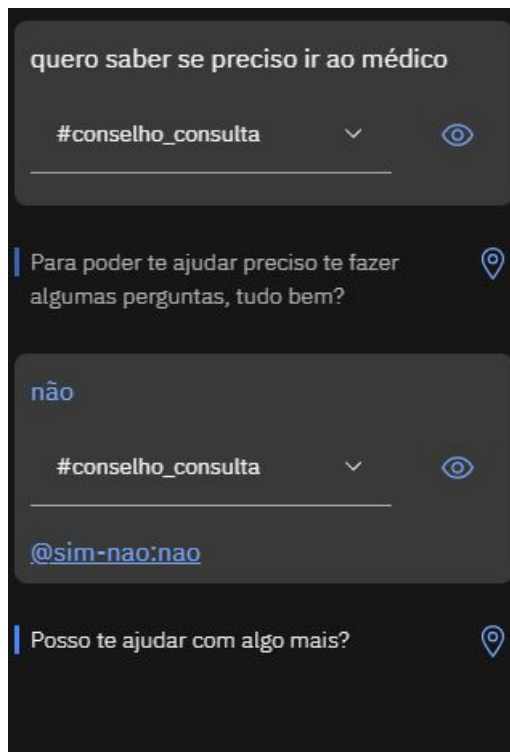 quero saber se preciso ir ao médico
#conselho_consulta
Para poder te ajudar preciso te fazer
algumas perguntas, tudo bem?
não
#conselho_consulta
@sim-nao:nao
Posso te ajudar com algo mais?